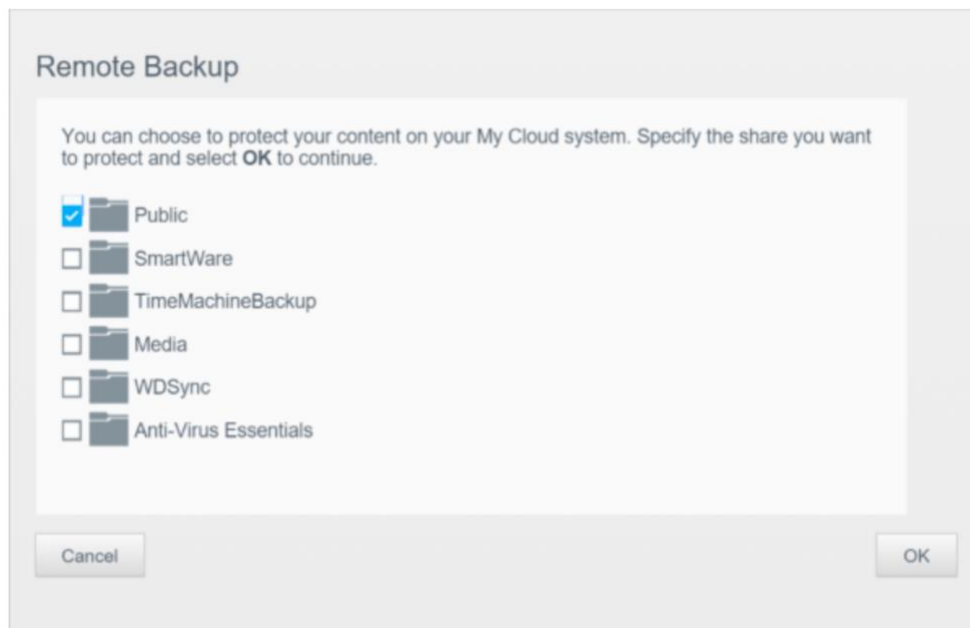 Remote Backup
You can choose to protect your content on your My Cloud system. Specify the share you want
to protect and select OK to continue.
Public
SmartWare
TimeMachineBackup
Media
WDSync
Anti-Virus Essentials
Cancel
OK